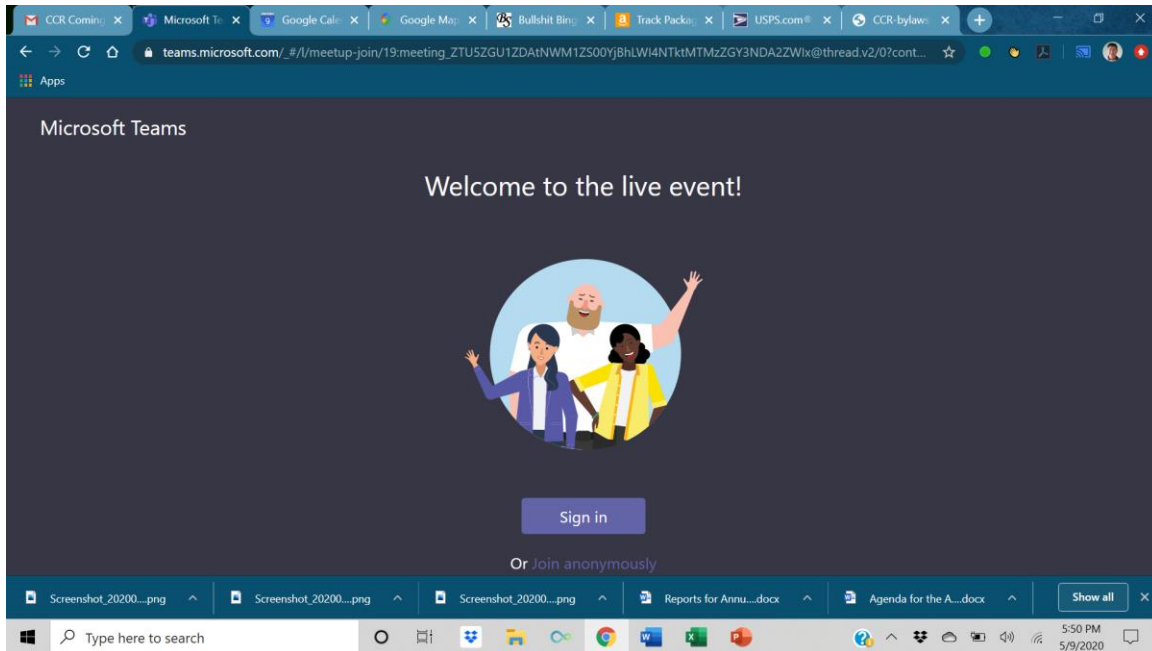 CCR Coming
Microsoft Te
Google Cale
Google Map
Bullshit Bing
Track Packag
USPS.com®
CCR-bylaws
teams.microsoft.com/_#/l/meetup-join/19:meeting_ZTU5ZGU1ZDAtNWM1ZS00YjBhLWI4NTktMTMzZGY3NDA2ZWIx@thread.v2/0?cont...
Apps
Microsoft Teams
Welcome to the live event!
Sign in
Or Join anonymously
Screenshot_20200....png
Screenshot_20200....png
Screenshot_20200....png
Reports for Annu....docx
Agenda for the A....docx
Show all
Type here to search
5:50 PM
5/9/2020